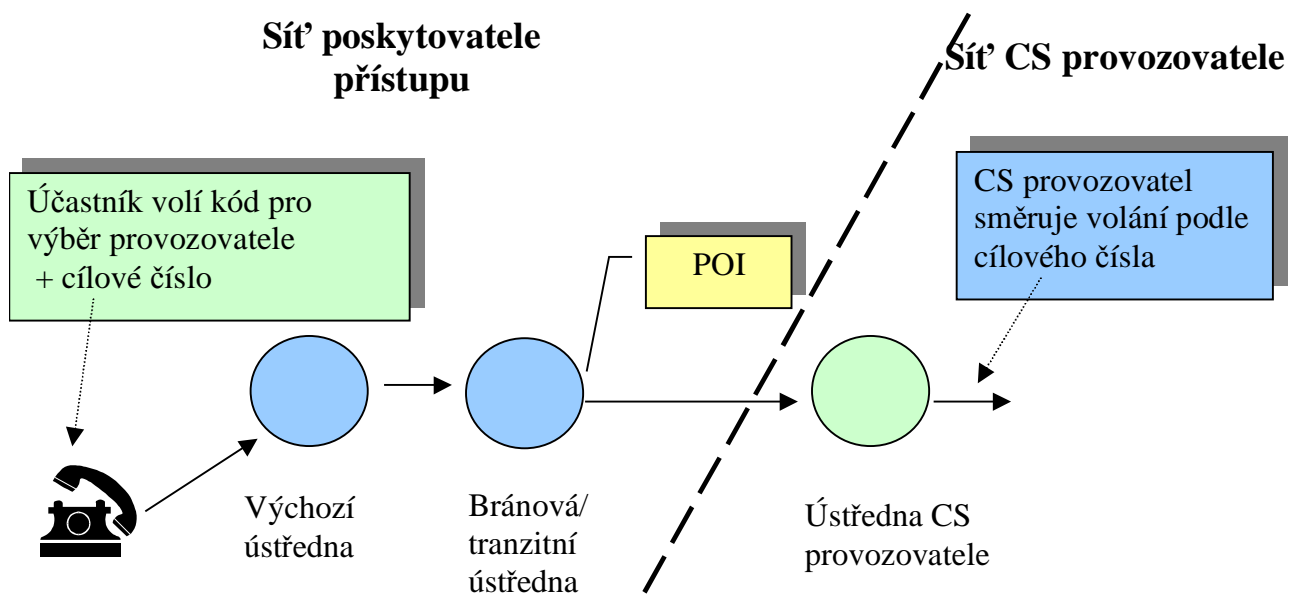 Síť poskytovatele
přístupu
Síť CS provozovatele
Účastník volí kód pro
výběr provozovatele
+ cílové číslo
CS provozovatel
směruje volání podle
cílového čísla
POI
Výchozí
ústředna
Bránová/
tranzitní
ústředna
Ústředna CS
provozovatele